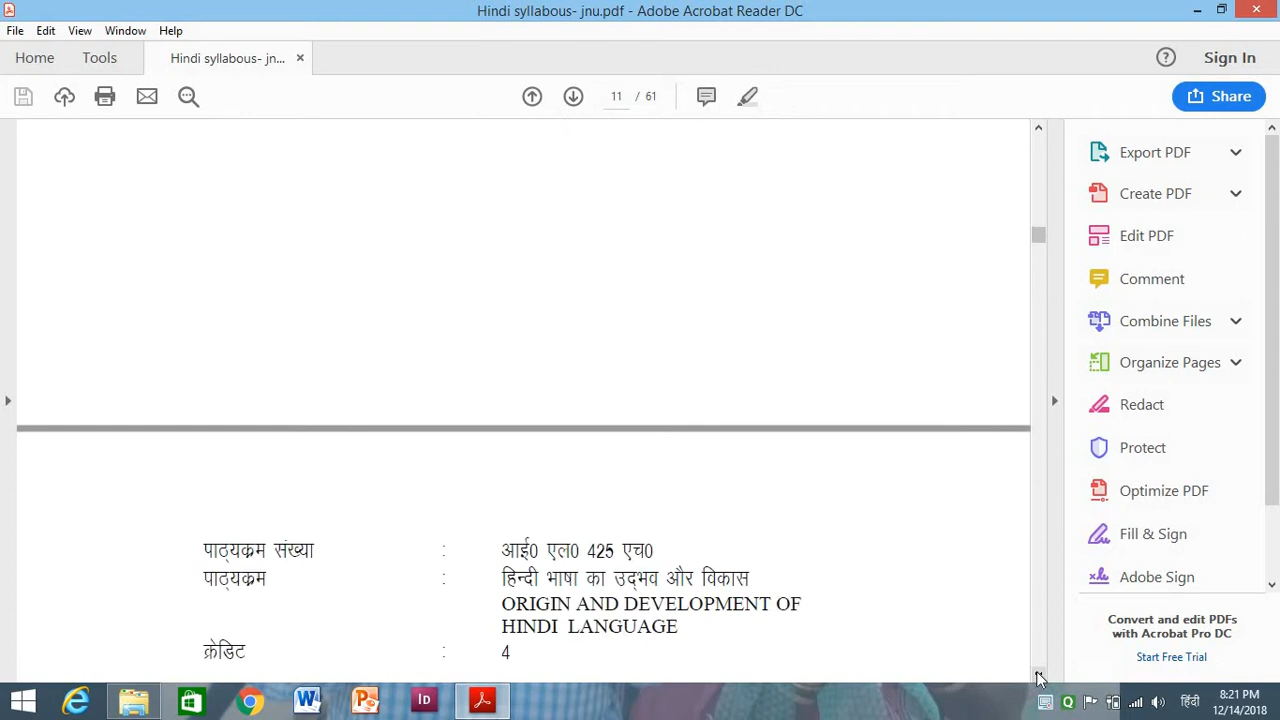 Hindi syllabous- jnu.pdf - Adobe Acrobat Reader DC
File Edit View Window Help
Home Tools Hindi syllabous- jn... Sign In
11 / 61 Share
Export PDF
Create PDF
Edit PDF
Comment
Combine Files
Organize Pages
Redact
Protect
Optimize PDF
Fill & Sign
Adobe Sign
Convert and edit PDFs
with Acrobat Pro DC
Start Free Trial
पाठ्यक्रम संख्या : आई0 एल0 425 एच0
पाठ्यक्रम : हिन्दी भाषा का उद्भव और विकास
ORIGIN AND DEVELOPMENT OF
HINDI LANGUAGE
क्रेडिट : 4
हिंदी 8:21 PM
12/14/2018